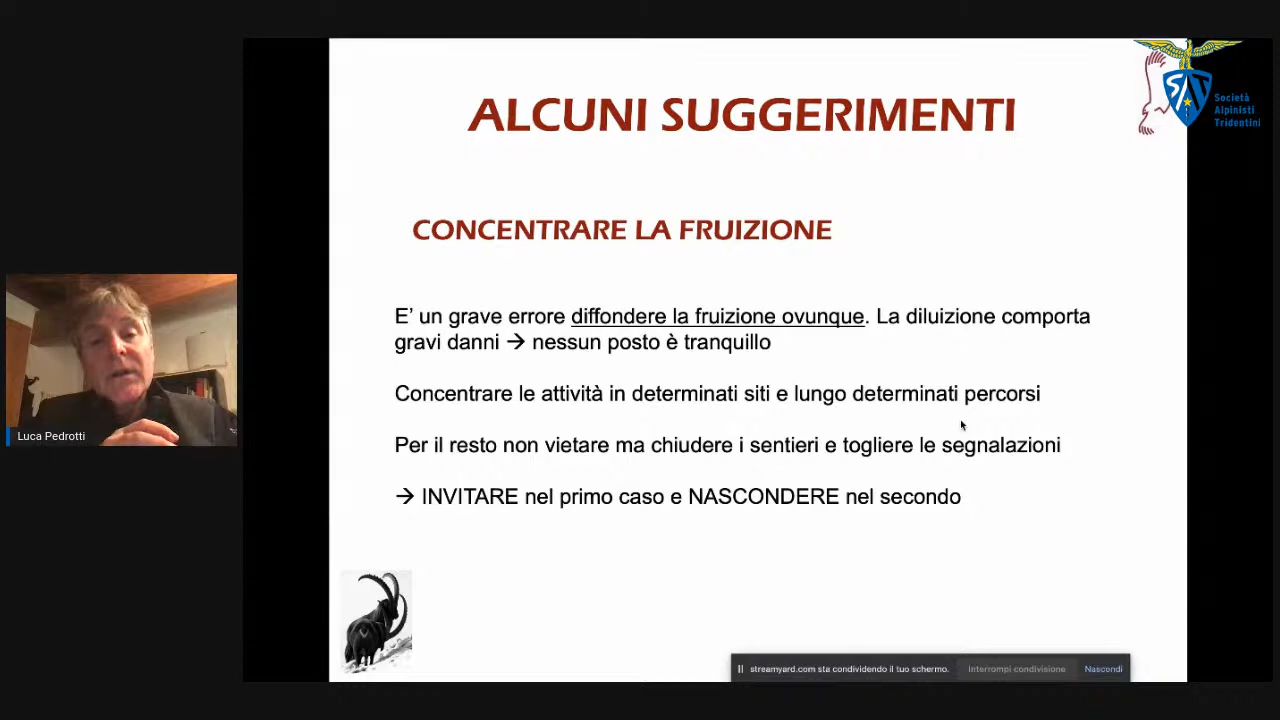 ALCUNI SUGGERIMENTI
SAT
Società
Alpinisti
Tridentini
CONCENTRARE LA FRUIZIONE
E’ un grave errore diffondere la fruizione ovunque. La diluizione comporta
gravi danni → nessun posto è tranquillo
Concentrare le attività in determinati siti e lungo determinati percorsi
Per il resto non vietare ma chiudere i sentieri e togliere le segnalazioni
→ INVITARE nel primo caso e NASCONDERE nel secondo
Luca Pedrotti
streamyard.com sta condividendo il tuo schermo. Interrompi condivisione Nascondi